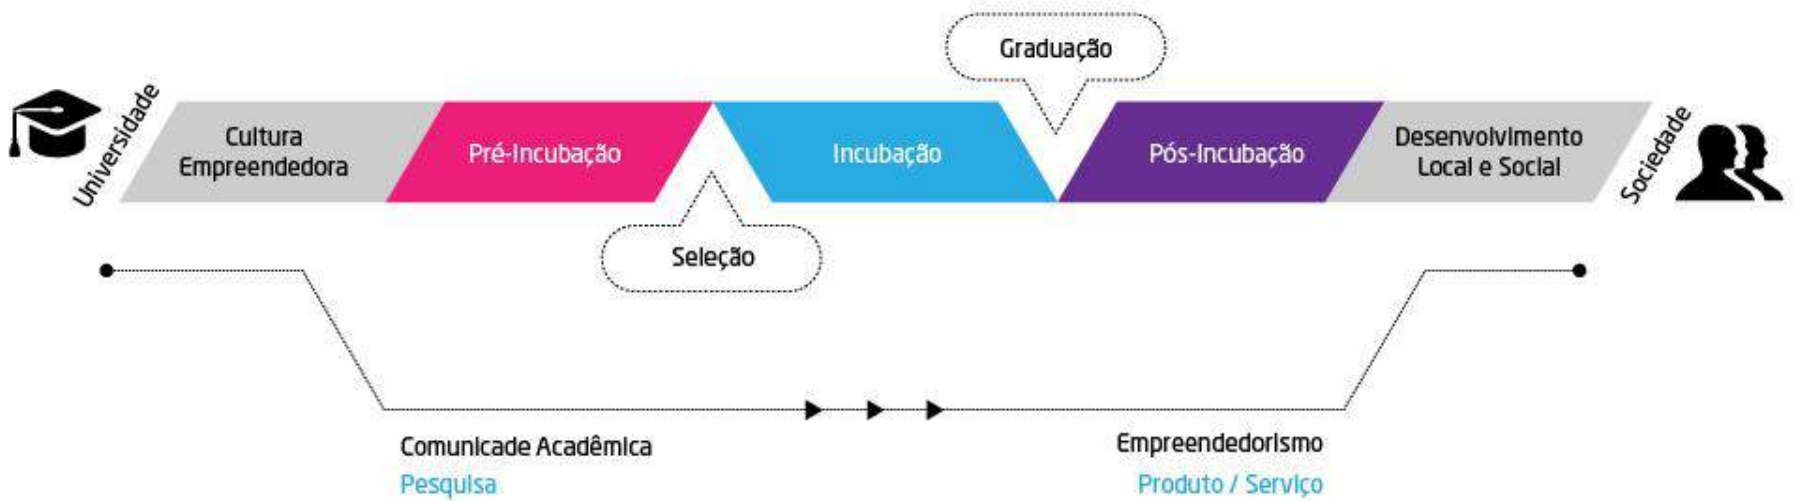 Graduação
Universidade
Cultura
Empreendedora
Pré-Incubação
Incubação
Pós-Incubação
Desenvolvimento
Local e Social
Sociedade
Seleção
Comunicade Acadêmica
Pesquisa
Empreendedorismo
Produto / Serviço